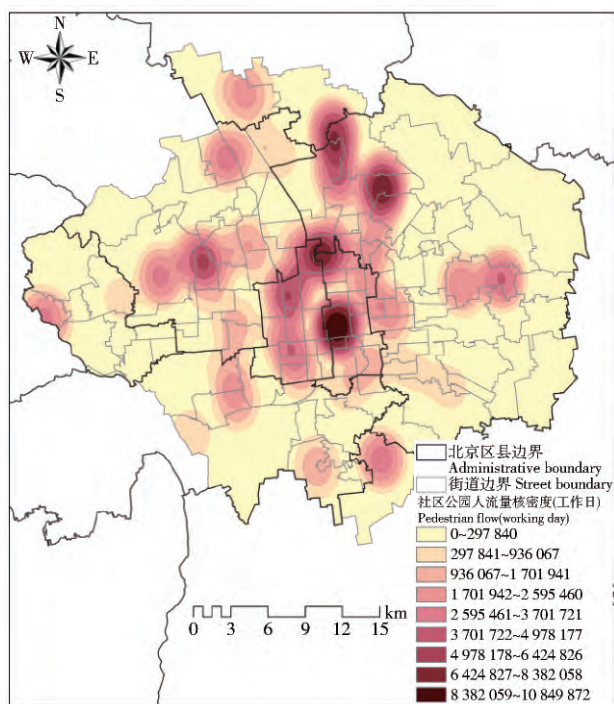 N
W E
S
北京区县边界
Administrative boundary
街道边界 Street boundary
社区公园人流量核密度(工作日)
Pedestrian flow(working day)
0~297 840
297 841~936 067
936 067~1 701 941
1 701 942~2 595 460
2 595 461~3 701 721
3 701 722~4 978 177
4 978 178~6 424 826
6 424 827~8 382 058
8 382 059~10 849 872
km
0 3 6 9 12 15